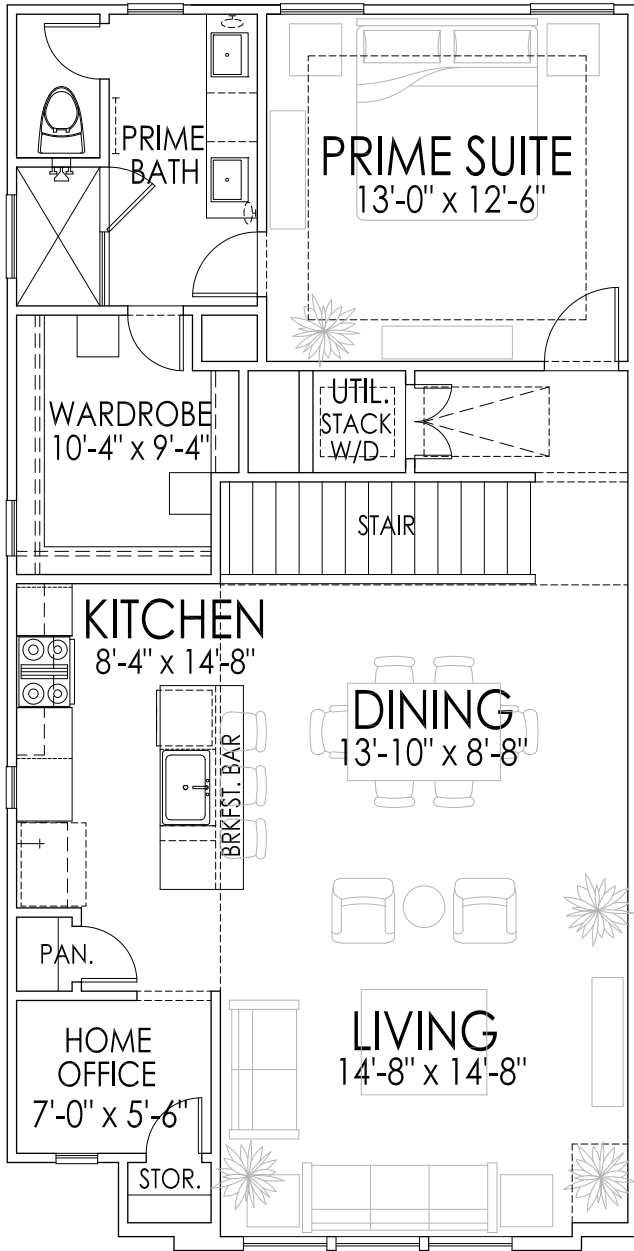 PRIME
BATH
PRIME SUITE
13'-0" x 12'-6"
WARDROBE
10'-4" x 9'-4"
UTIL.
STACK
W/D
STAIR
KITCHEN
8'-4" x 14'-8"
DINING
13'-10" x 8'-8"
BRKFST. BAR
PAN.
HOME
OFFICE
7'-0" x 5'-6"
LIVING
14'-8" x 14'-8"
STOR.